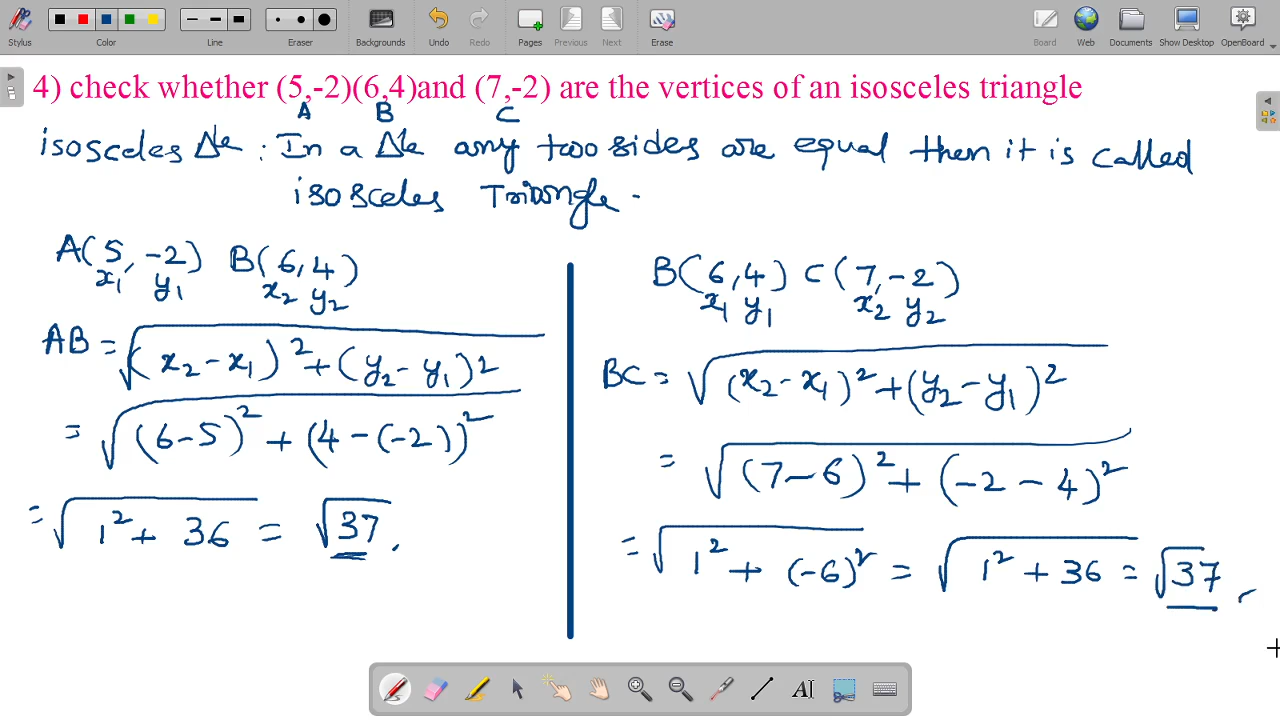 Stylus Color Line Eraser Backgrounds Undo Redo Pages Previous Next Erase Board Web Documents Show Desktop OpenBoard
4) check whether (5,-2)(6,4)and (7,-2) are the vertices of an isosceles triangle
A B C
isosceles Δle : In a Δle any two sides are equal then it is called
isosceles Triangle.
A(5, -2) B(6,4)
x₁ y₁ x₂ y₂
AB = √(x₂-x₁)²+(y₂-y₁)²
= √(6-5)²+(4-(-2))²
= √1²+36 = √37.
B(6,4) C(7,-2)
x₁ y₁ x₂ y₂
BC = √(x₂-x₁)²+(y₂-y₁)²
= √(7-6)²+(-2-4)²
= √1²+(-6)² = √1²+36 = √37
AI